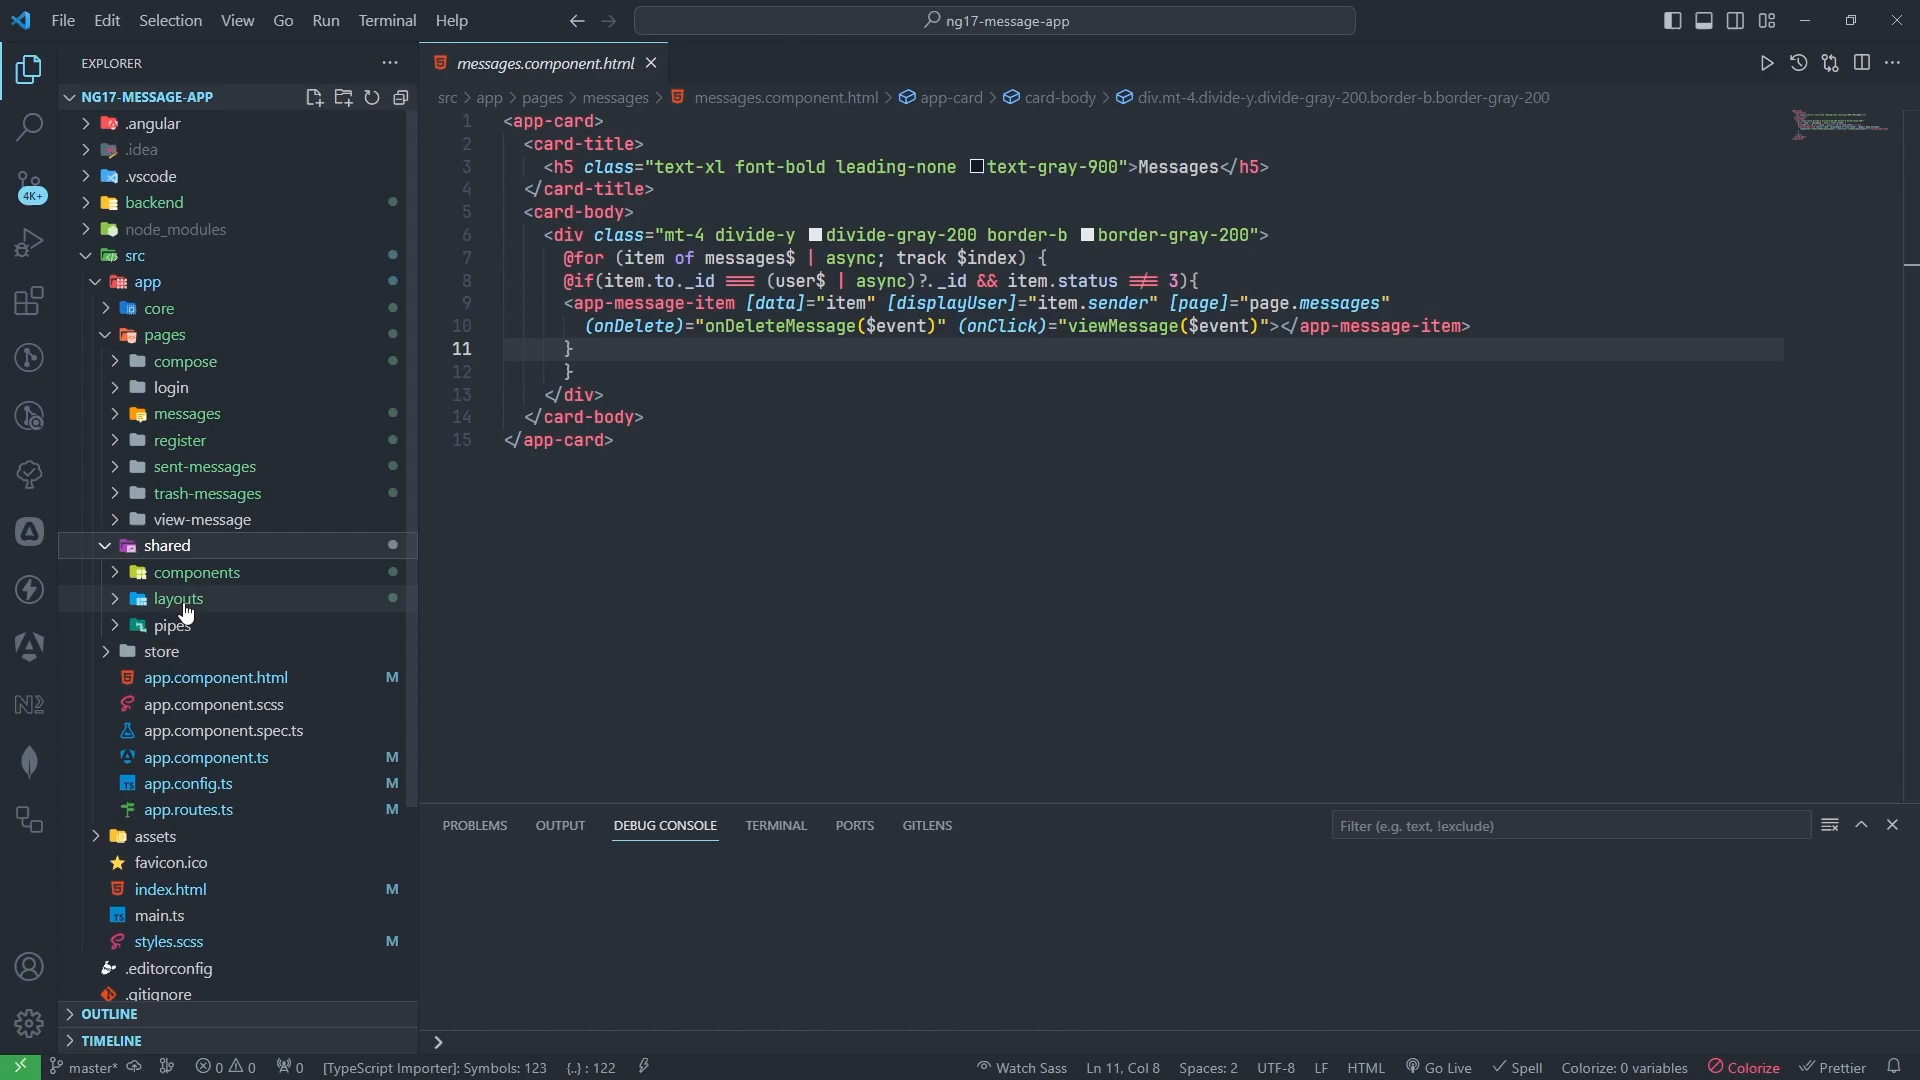 File Edit Selection View Go Run Terminal Help
ng17-message-app
EXPLORER
NG17-MESSAGE-APP
.angular
.idea
.vscode
backend
node_modules
src
app
core
pages
compose
login
messages
register
sent-messages
trash-messages
view-message
shared
components
layouts
pipes
store
app.component.html M
app.component.scss
app.component.spec.ts
app.component.ts M
app.config.ts M
app.routes.ts M
assets
favicon.ico
index.html M
main.ts
styles.scss M
.editorconfig
.gitignore
OUTLINE
TIMELINE
4K+
messages.component.html
src > app > pages > messages > messages.component.html > app-card > card-body > div.mt-4.divide-y.divide-gray-200.border-b.border-gray-200
1 <app-card>
2 <card-title>
3 <h5 class="text-xl font-bold leading-none text-gray-900">Messages</h5>
4 </card-title>
5 <card-body>
6 <div class="mt-4 divide-y divide-gray-200 border-b border-gray-200">
7 @for (item of messages$ | async; track $index) {
8 @if(item.to._id === (user$ | async)?._id && item.status !== 3){
9 <app-message-item [data]="item" [displayUser]="item.sender" [page]="page.messages"
10 (onDelete)="onDeleteMessage($event)" (onClick)="viewMessage($event)"></app-message-item>
11 }
12 }
13 </div>
14 </card-body>
15 </app-card>
PROBLEMS OUTPUT DEBUG CONSOLE TERMINAL PORTS GITLENS
Filter (e.g. text, !exclude)
master* 0 0 0 [TypeScript Importer]: Symbols: 123 {..} : 122 Watch Sass Ln 11, Col 8 Spaces: 2 UTF-8 LF HTML Go Live Spell Colorize: 0 variables Colorize Prettier